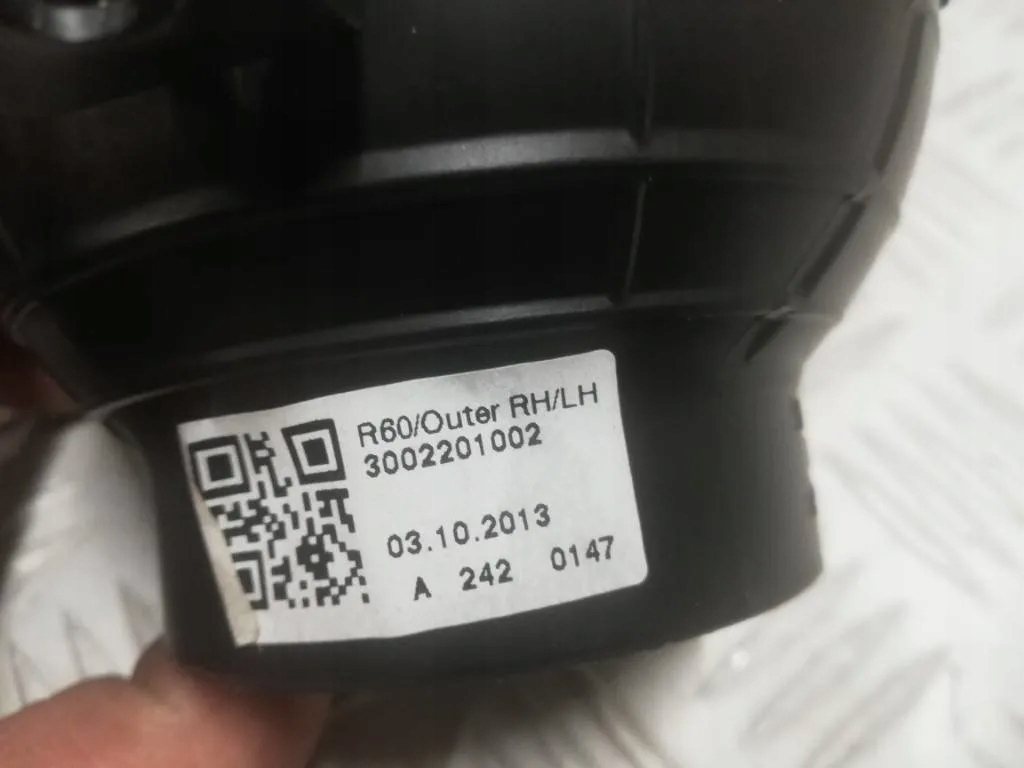 R60/Outer RH/LH
3002201002
03.10.2013
A 242 0147